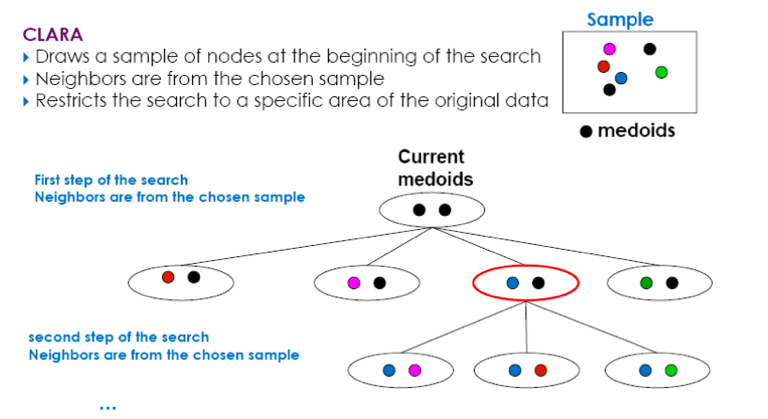 Sample
CLARA
Draws a sample of nodes at the beginning of the search
Neighbors are from the chosen sample
Restricts the search to a specific area of the original data
medoids
Current
medoids
First step of the search
Neighbors are from the chosen sample
second step of the search
Neighbors are from the chosen sample
...